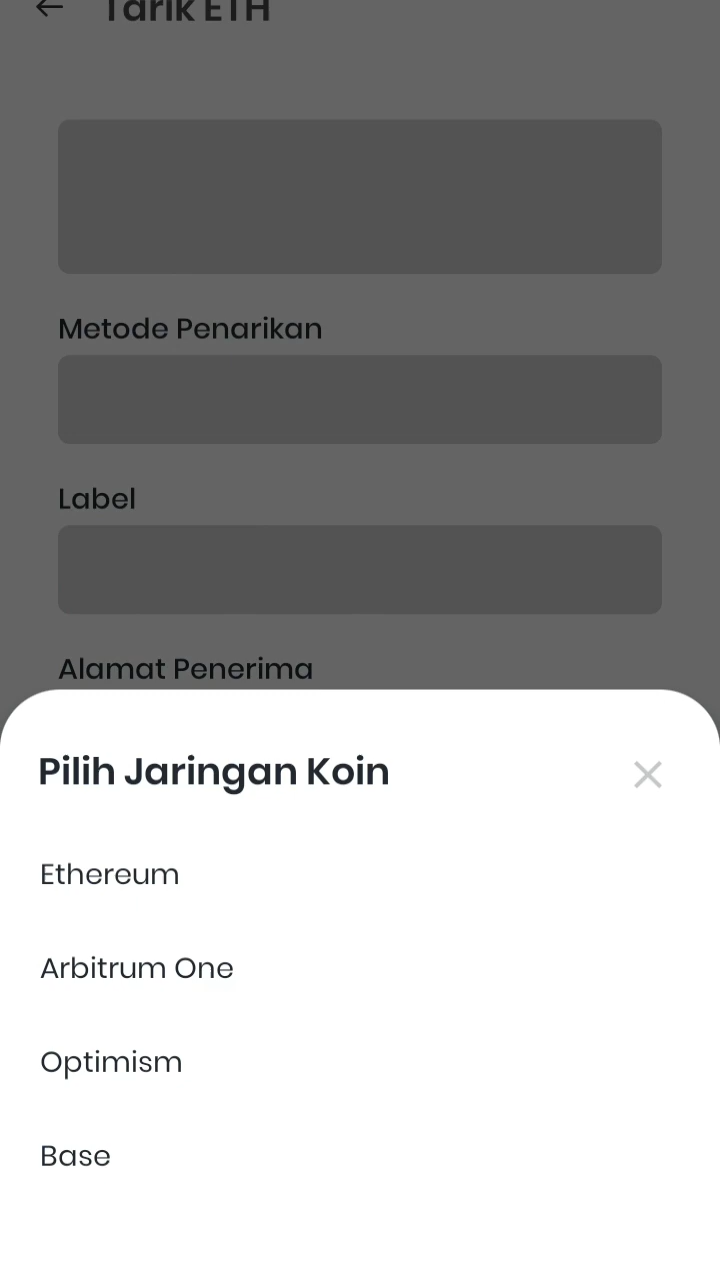 Tarik ETH
Metode Penarikan
Label
Alamat Penerima
Pilih Jaringan Koin
Ethereum
Arbitrum One
Optimism
Base